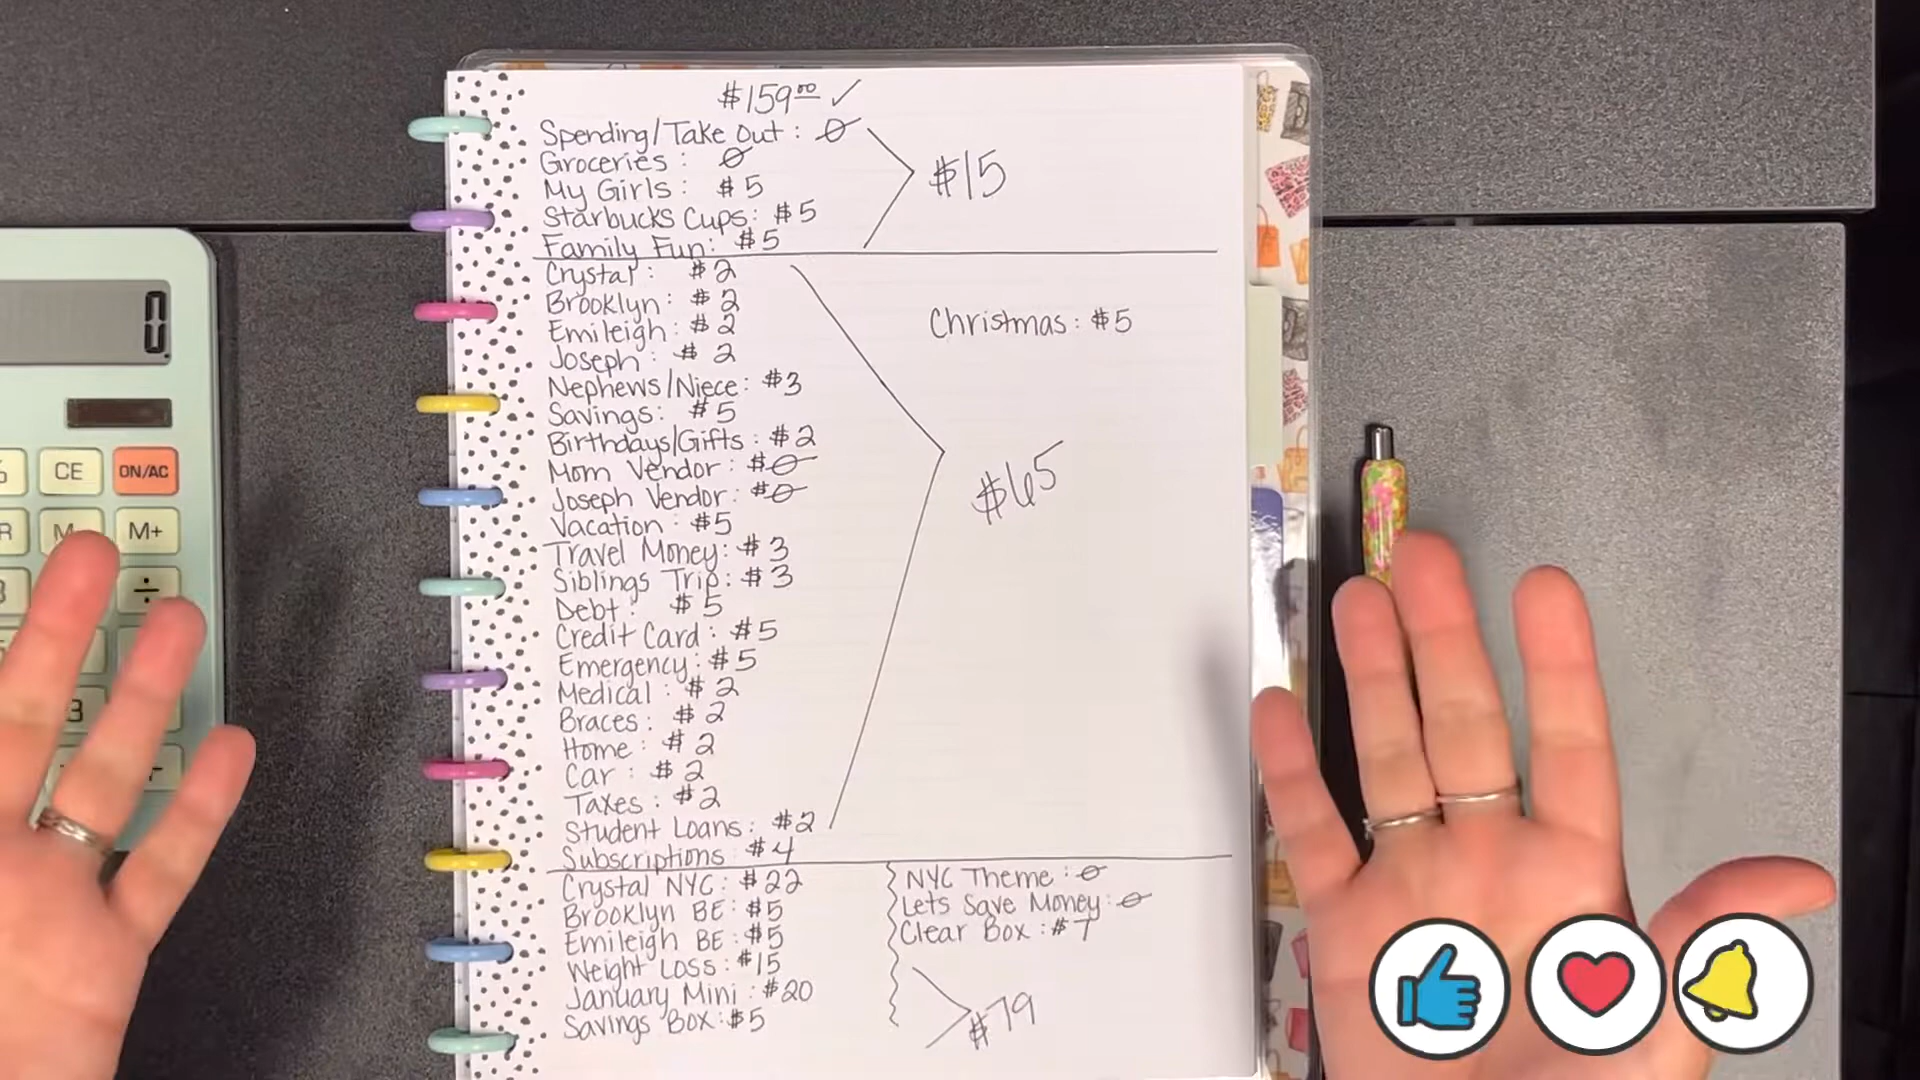 $159.00 ✓
Spending/Take Out : 0
Groceries : 0
My Girls : $5
Starbucks Cups: $5
Family Fun: $5
$15
Crystal : $2
Brooklyn : $2
Emileigh : $2
Joseph : $2
Nephews/Niece: $3
Savings: $5
Birthdays/Gifts : $2
Mom Vendor : $0
Joseph Vendor : $0
Vacation : $5
Travel Money: $3
Siblings Trip: $3
Debt : $5
Credit Card : $5
Emergency: $5
Medical : $2
Braces : $2
Home : $2
Car : $2
Taxes : $2
Student Loans: $2
Subscriptions : $4
Christmas : $5
$65
Crystal NYC : $22
Brooklyn BE : $5
Emileigh BE : $5
Weight Loss : $15
January Mini : $20
Savings Box : $5
NYC Theme : 0
Lets Save Money : 0
Clear Box : $7
$79
0.
CE
ON/AC
M+
÷